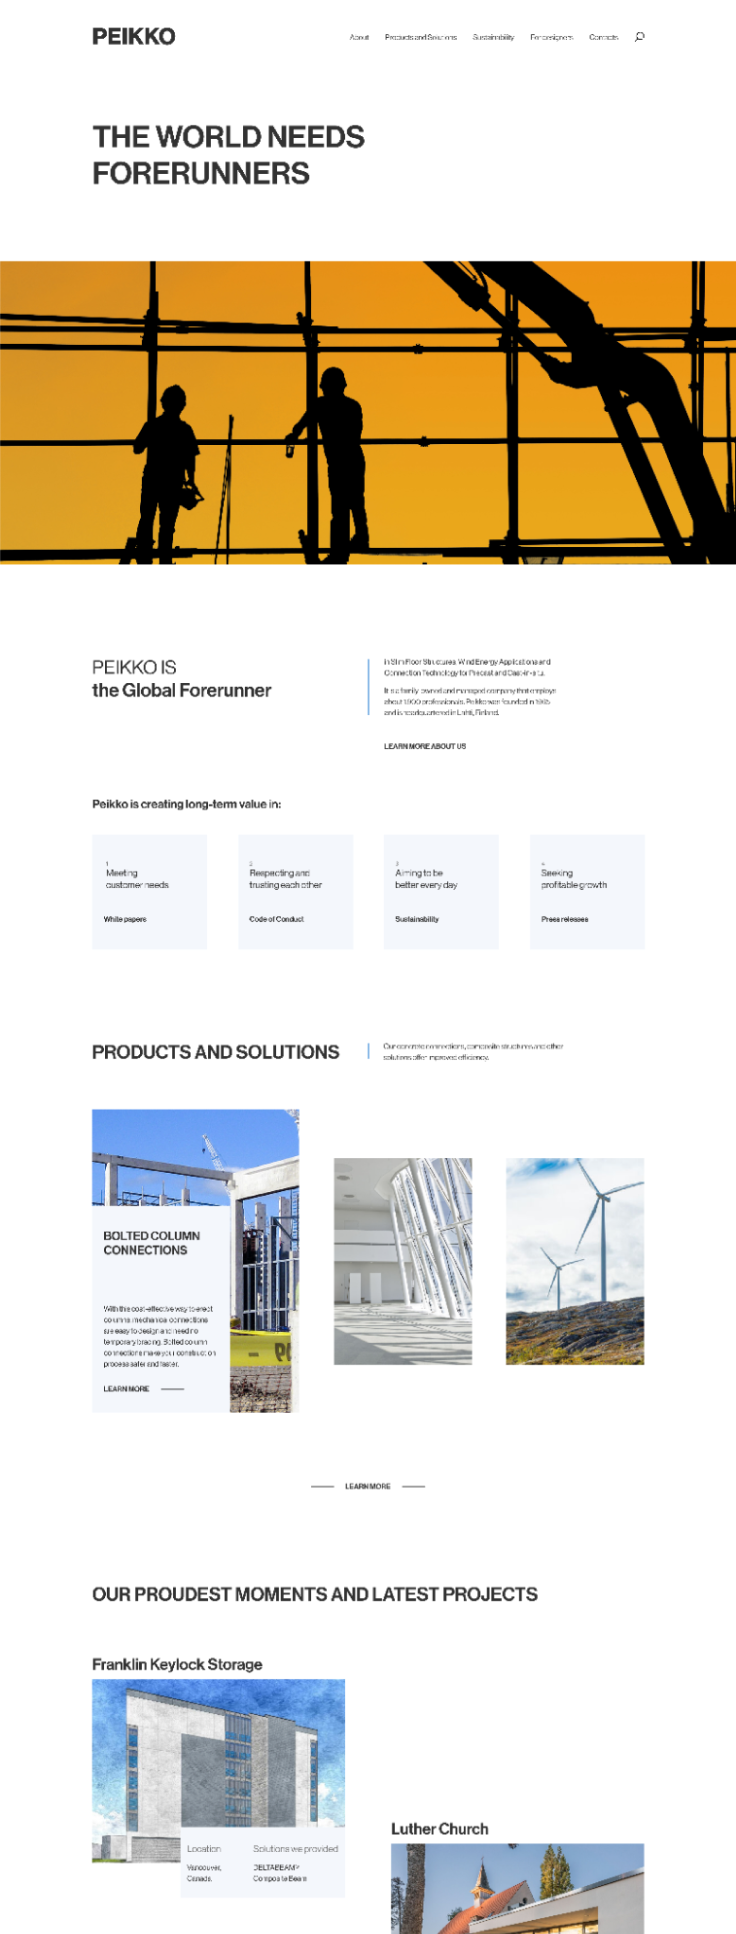 PEIKKO
About Products and Solutions Sustainability For designers Contacts
THE WORLD NEEDS
FORERUNNERS
PEIKKO IS
the Global Forerunner
In Slim Floor Structures, Wind Energy Applications and
Connection Technology for Precast and Cast-in-situ.
It is a family-owned and managed company that employs
about 1,900 professionals. Peikko was founded in 1965
and is headquartered in Lahti, Finland.
LEARN MORE ABOUT US
Peikko is creating long-term value in:
1
Meeting
customer needs
White papers
2
Respecting and
trusting each other
Code of Conduct
3
Aiming to be
better every day
Sustainability
4
Seeking
profitable growth
Press releases
PRODUCTS AND SOLUTIONS
Our concrete connections, composite structures and other
solutions offer improved efficiency.
BOLTED COLUMN
CONNECTIONS
With this cost-effective way to erect
columns, mechanical connections
are easy to design and need no
temporary bracing. Bolted column
connections make your construction
process safer and faster.
LEARN MORE
LEARN MORE
OUR PROUDEST MOMENTS AND LATEST PROJECTS
Franklin Keylock Storage
Location
Vancouver,
Canada.
Solutions we provided
DELTABEAM®
Composite Beam
Luther Church